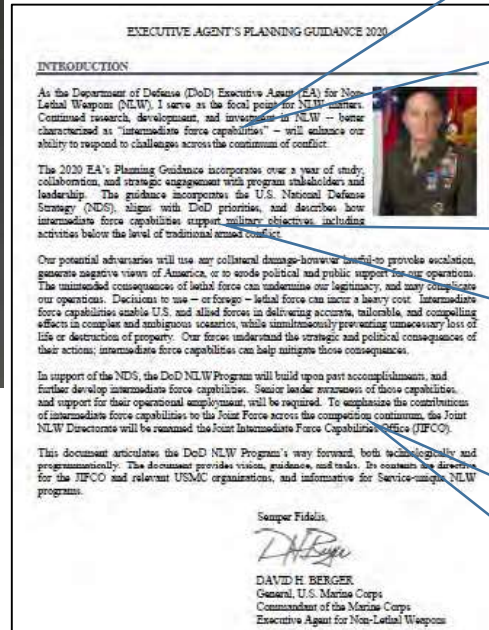 EXECUTIVE AGENT'S PLANNING GUIDANCE 2020
INTRODUCTION
As the Department of Defense (DoD) Executive Agent (EA) for Non-
Lethal Weapons (NLW), I serve as the focal point for NLW matters.
Continued research, development, and investment in NLW – better
characterized as "intermediate force capabilities" – will enhance our
ability to respond to challenges across the continuum of conflict.
The 2020 EA's Planning Guidance incorporates over a year of study,
collaboration, and strategic engagement with program stakeholders and
leadership. The guidance incorporates the U.S. National Defense
Strategy (NDS), aligns with DoD priorities, and describes how
intermediate force capabilities support military objectives, including
activities below the level of traditional armed conflict.
Our potential adversaries will use any collateral damage-however lawful-to provoke escalation,
generate negative views of America, or to erode political and public support for our operations.
The unintended consequences of lethal force can undermine our legitimacy, and may complicate
our operations. Decisions to use – or forego – lethal force can incur a heavy cost. Intermediate
force capabilities enable U.S. and allied forces in delivering accurate, tailorable, and compelling
effects in complex and ambiguous scenarios, while simultaneously preventing unnecessary loss of
life or destruction of property. Our forces understand the strategic and political consequences of
their actions; intermediate force capabilities can help mitigate those consequences.
In support of the NDS, the DoD NLW Program will build upon past accomplishments, and
further develop intermediate force capabilities. Senior leader awareness of those capabilities,
and support for their operational employment, will be required. To emphasize the contributions
of intermediate force capabilities to the Joint Force across the competition continuum, the Joint
NLW Directorate will be renamed the Joint Intermediate Force Capabilities Office (JIFCO).
This document articulates the DoD NLW Program's way forward, both technologically and
programmatically. The document provides vision, guidance, and tasks. Its contents are directive
for the JIFCO and relevant USMC organizations, and informative for Service-unique NLW
programs.
Semper Fidelis,
DAVID H. BERGER
General, U.S. Marine Corps
Commandant of the Marine Corps
Executive Agent for Non-Lethal Weapons